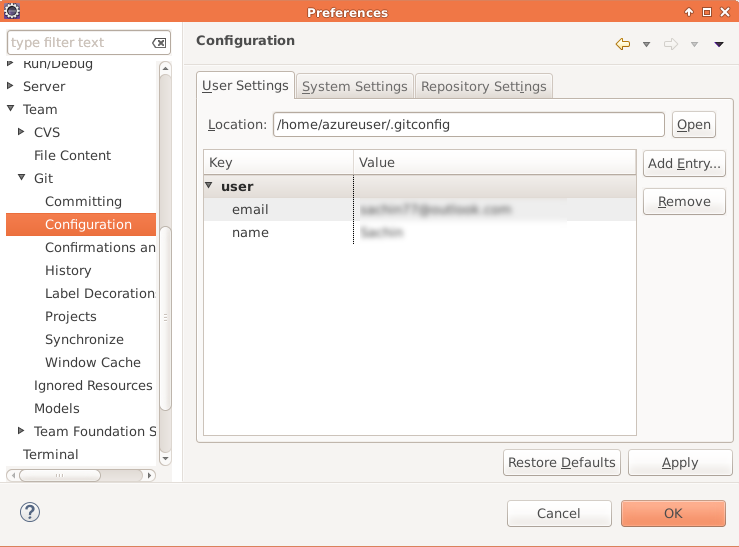 Preferences
type filter text
Run/Debug
Server
Team
CVS
File Content
Git
Committing
Configuration
Confirmations an
History
Label Decoration
Projects
Synchronize
Window Cache
Ignored Resources
Models
Team Foundation S
Terminal
Configuration
User Settings
System Settings
Repository Settings
Location: /home/azureuser/.gitconfig Open
Key Value
user
email
name
Add Entry...
Remove
Restore Defaults Apply
? Cancel OK